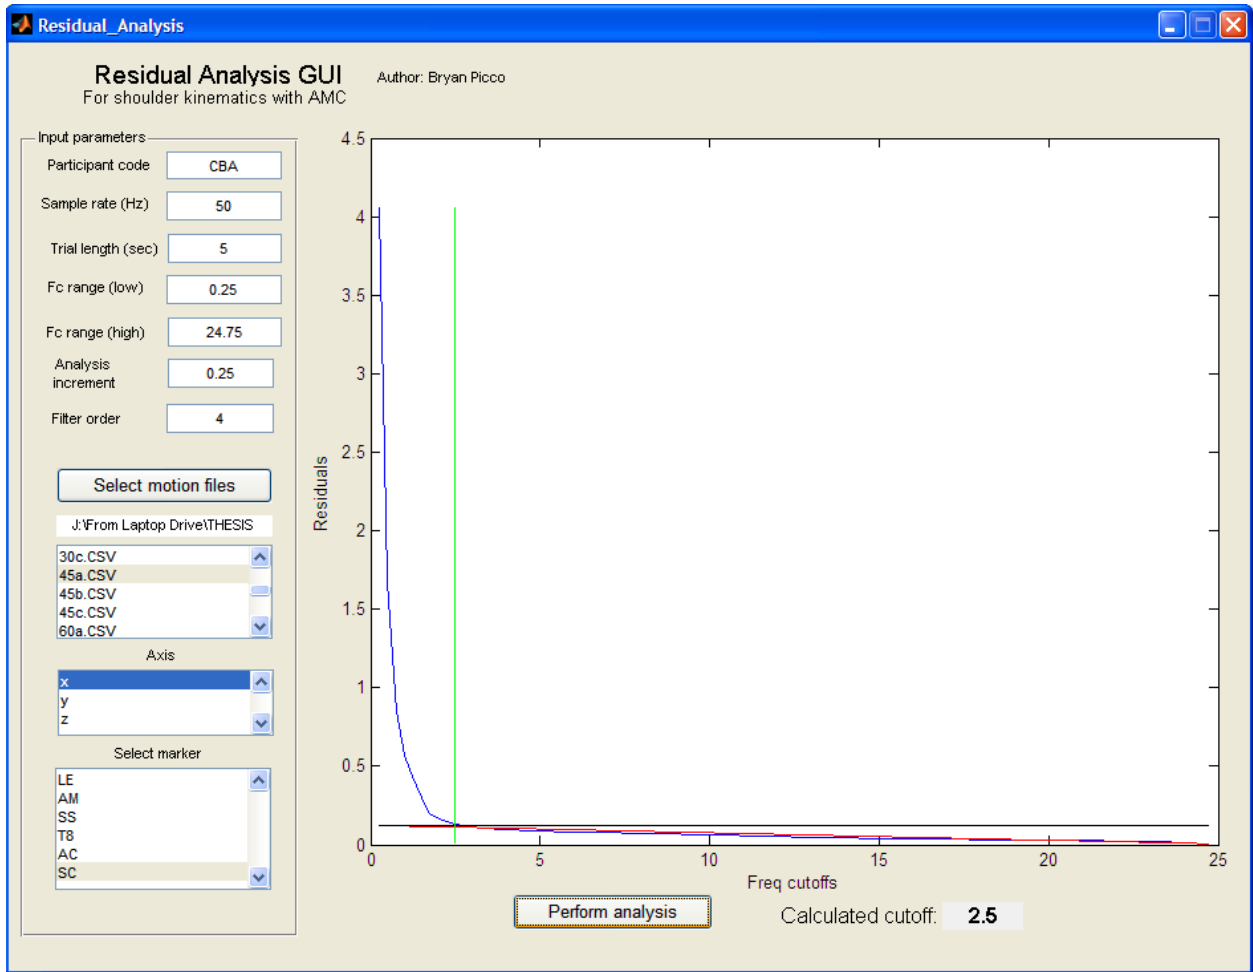 Residual_Analysis
Residual Analysis GUI
Author: Bryan Picco
For shoulder kinematics with AMC
Input parameters
Participant code
CBA
Sample rate (Hz)
50
Trial length (sec)
5
Fc range (low)
0.25
Fc range (high)
24.75
Analysis
increment
0.25
Filter order
4
Select motion files
J:\From Laptop Drive\THESIS
30c.CSV
45a.CSV
45b.CSV
45c.CSV
60a.CSV
Axis
x
y
z
Select marker
LE
AM
SS
T8
AC
SC
4.5
4
3.5
3
2.5
2
1.5
1
0.5
0
Residuals
0
5
10
15
20
25
Freq cutoffs
Perform analysis
Calculated cutoff:
2.5